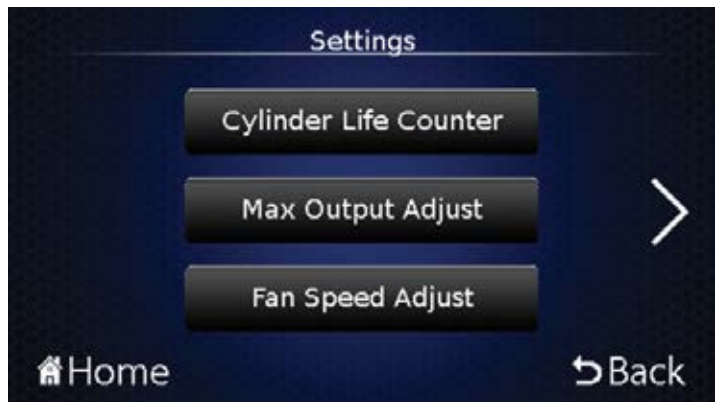 Settings
Cylinder Life Counter
Max Output Adjust
Fan Speed Adjust
Home
Back